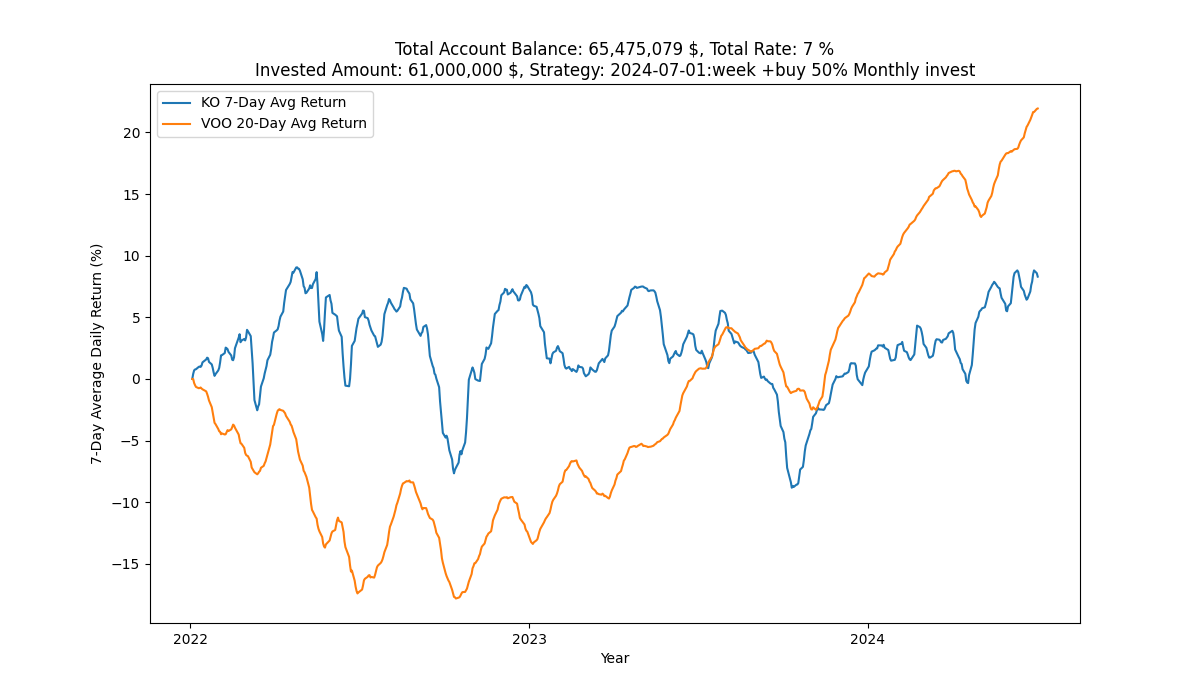 Total Account Balance: 65,475,079 $, Total Rate: 7 %
Invested Amount: 61,000,000 $, Strategy: 2024-07-01:week +buy 50% Monthly invest
KO 7-Day Avg Return
VOO 20-Day Avg Return
7-Day Average Daily Return (%)
20
15
10
5
0
−5
−10
−15
2022
2023
2024
Year